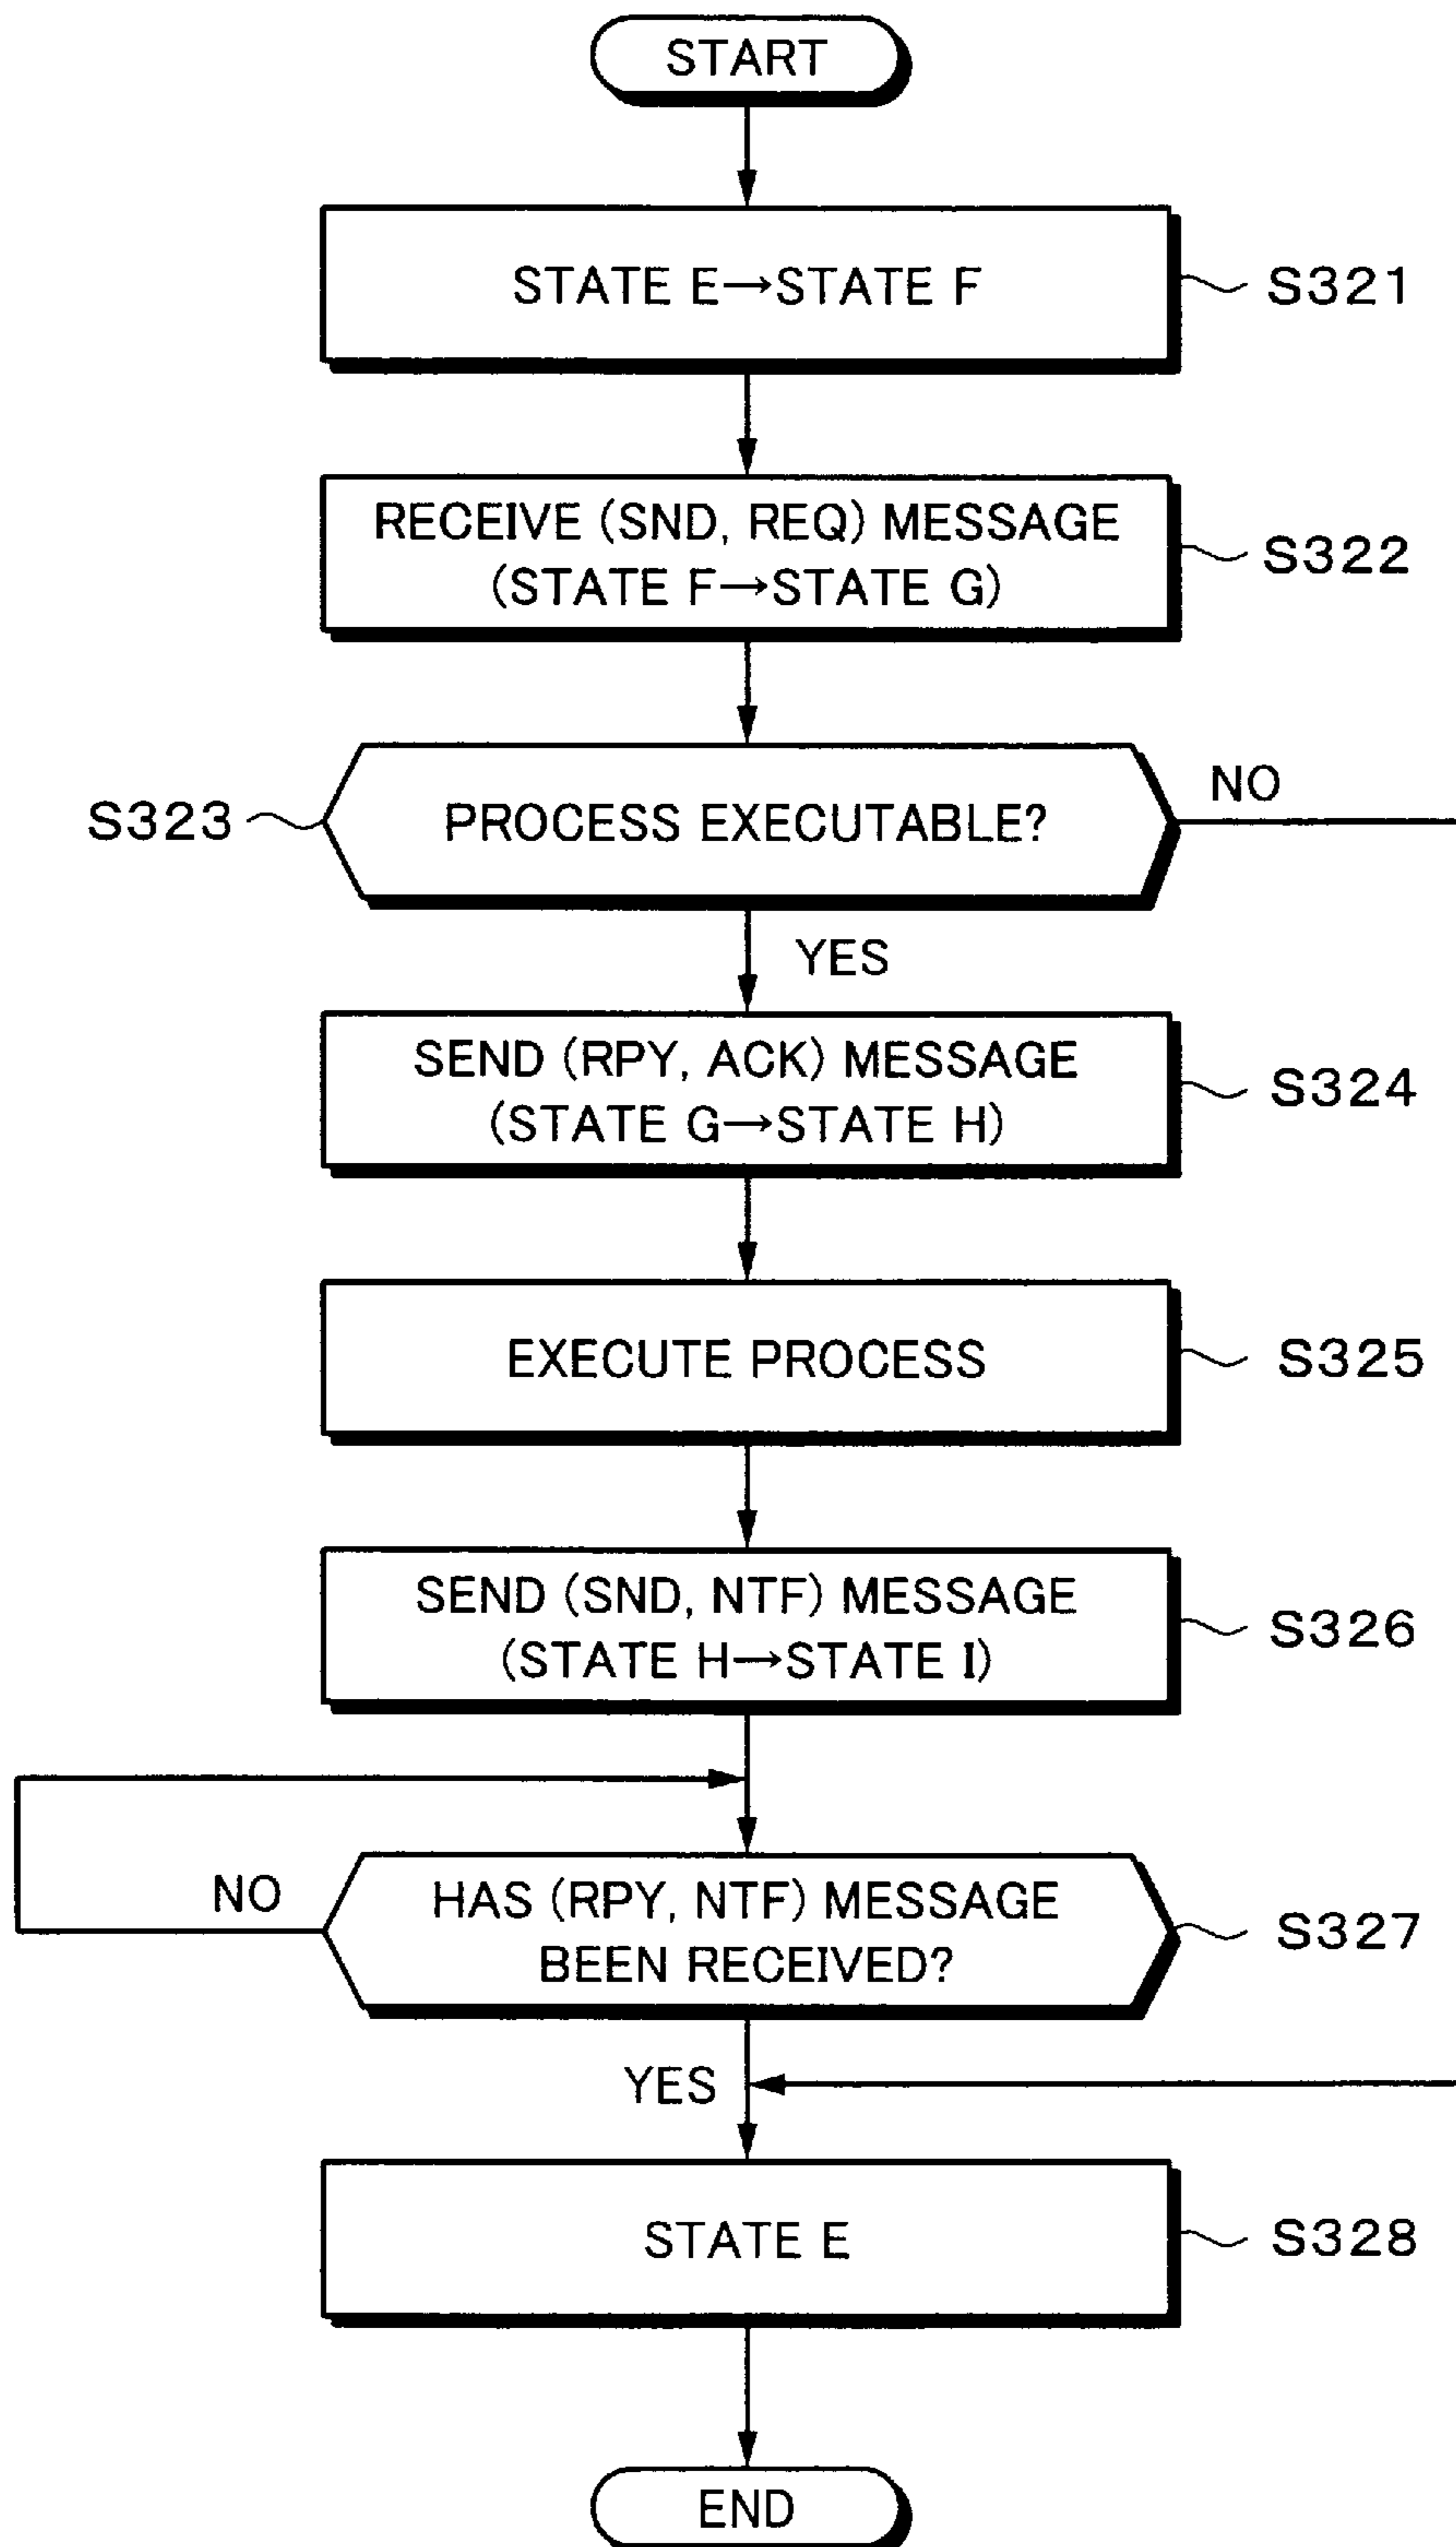 START
STATE E→STATE F
S321
RECEIVE (SND, REQ) MESSAGE
(STATE F→STATE G)
S322
S323
PROCESS EXECUTABLE?
NO
YES
SEND (RPY, ACK) MESSAGE
(STATE G→STATE H)
S324
EXECUTE PROCESS
S325
SEND (SND, NTF) MESSAGE
(STATE H→STATE I)
S326
NO
HAS (RPY, NTF) MESSAGE
BEEN RECEIVED?
S327
YES
STATE E
S328
END